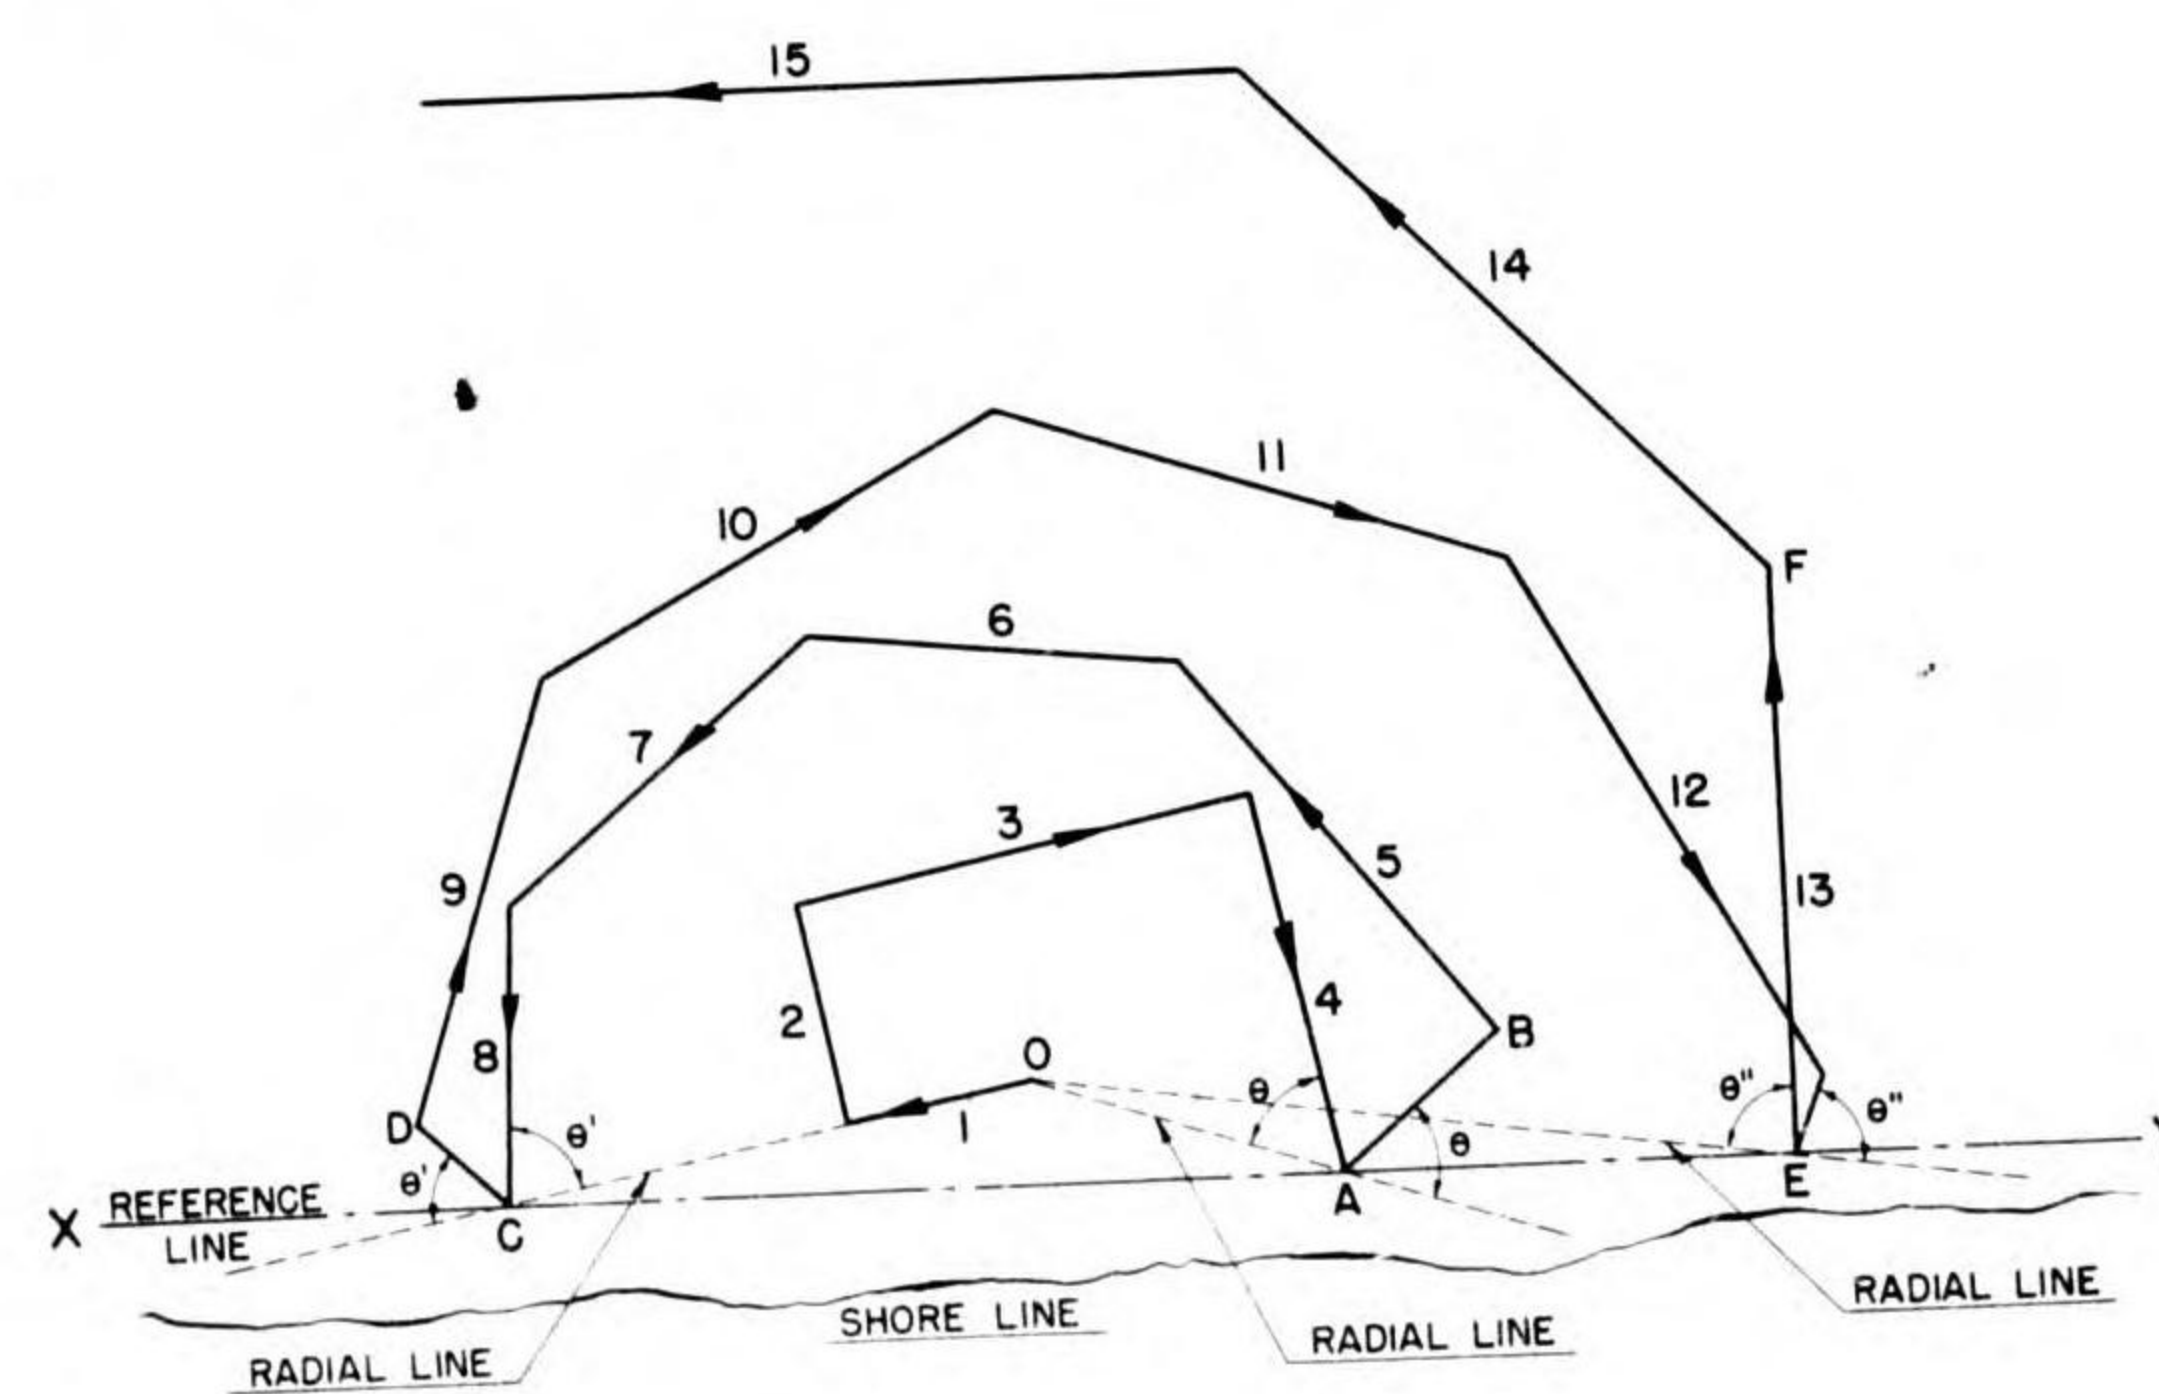 15
14
F
11
10
6
12
7
3
5
9
13
4
2
B
8
O
1
D
θ
θ
θ'
θ'
θ"
θ"
A
C
E
X REFERENCE
LINE
SHORE LINE
RADIAL LINE
RADIAL LINE
RADIAL LINE